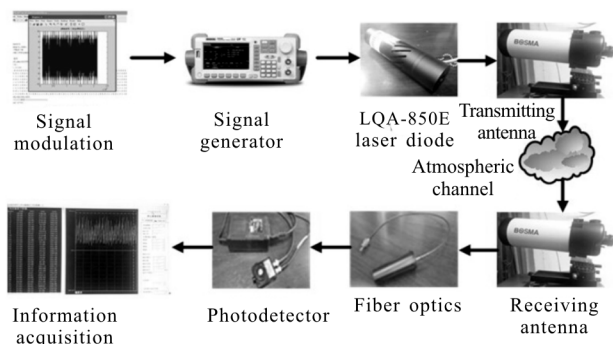 BOSMA
Signal
modulation
Signal
generator
LQA-850E
laser diode
Transmitting
antenna
Atmospheric
channel
BOSMA
Information
acquisition
Photodetector
Fiber optics
Receiving
antenna